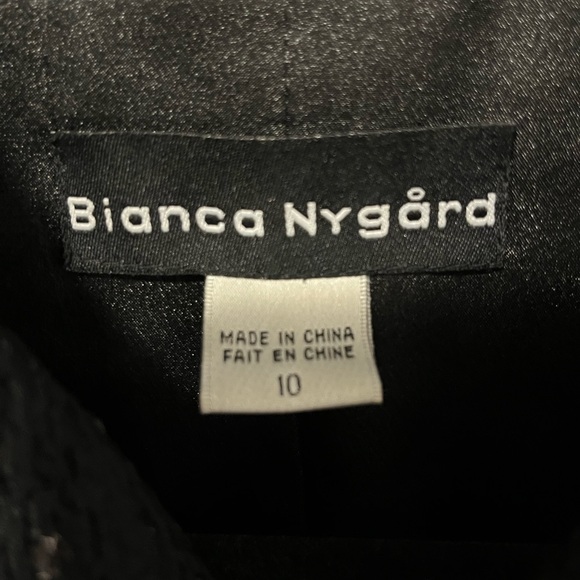 Bianca Nygård
MADE IN CHINA
FAIT EN CHINE
10